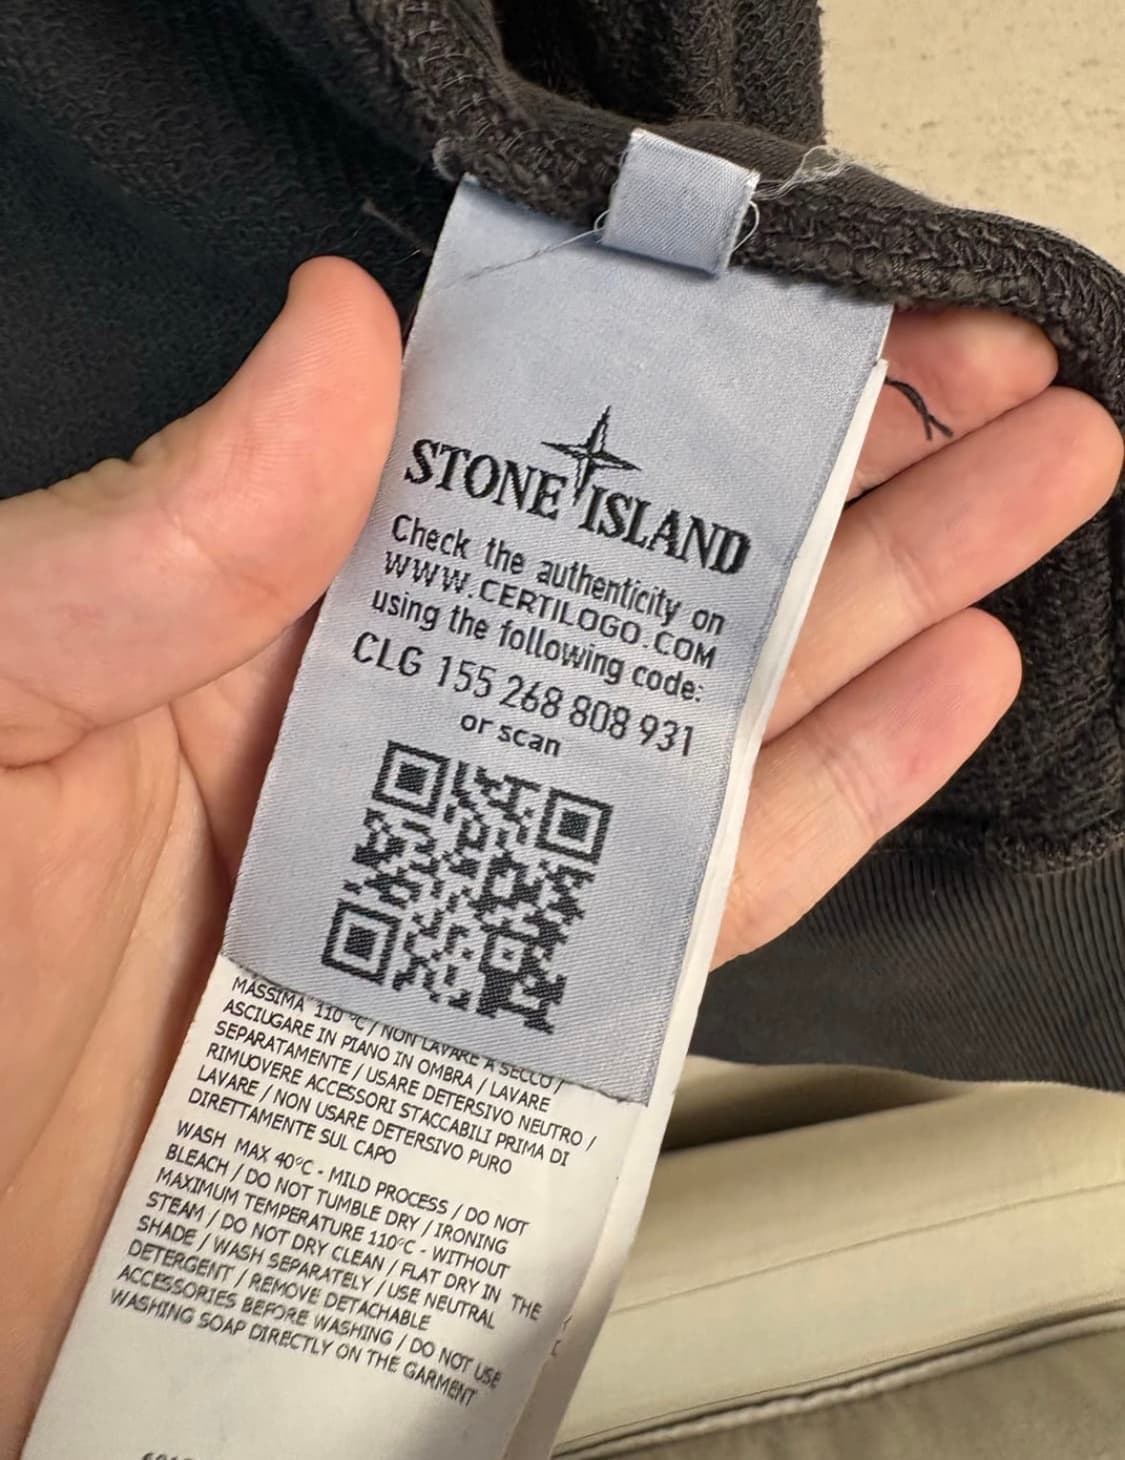 STONE ISLAND
Check the authenticity on
WWW.CERTILOGO.COM
using the following code:
CLG 155 268 808 931
or scan
MASSIMA 110 °C / NON LAVARE A SECCO /
ASCIUGARE IN PIANO IN OMBRA / LAVARE
SEPARATAMENTE / USARE DETERSIVO NEUTRO /
RIMUOVERE ACCESSORI STACCABILI PRIMA DI
LAVARE / NON USARE DETERSIVO PURO
DIRETTAMENTE SUL CAPO
WASH MAX 40°C - MILD PROCESS / DO NOT
BLEACH / DO NOT TUMBLE DRY / IRONING
MAXIMUM TEMPERATURE 110°C - WITHOUT
STEAM / DO NOT DRY CLEAN / FLAT DRY IN THE
SHADE / WASH SEPARATELY / USE NEUTRAL
DETERGENT / REMOVE DETACHABLE
ACCESSORIES BEFORE WASHING / DO NOT USE
WASHING SOAP DIRECTLY ON THE GARMENT